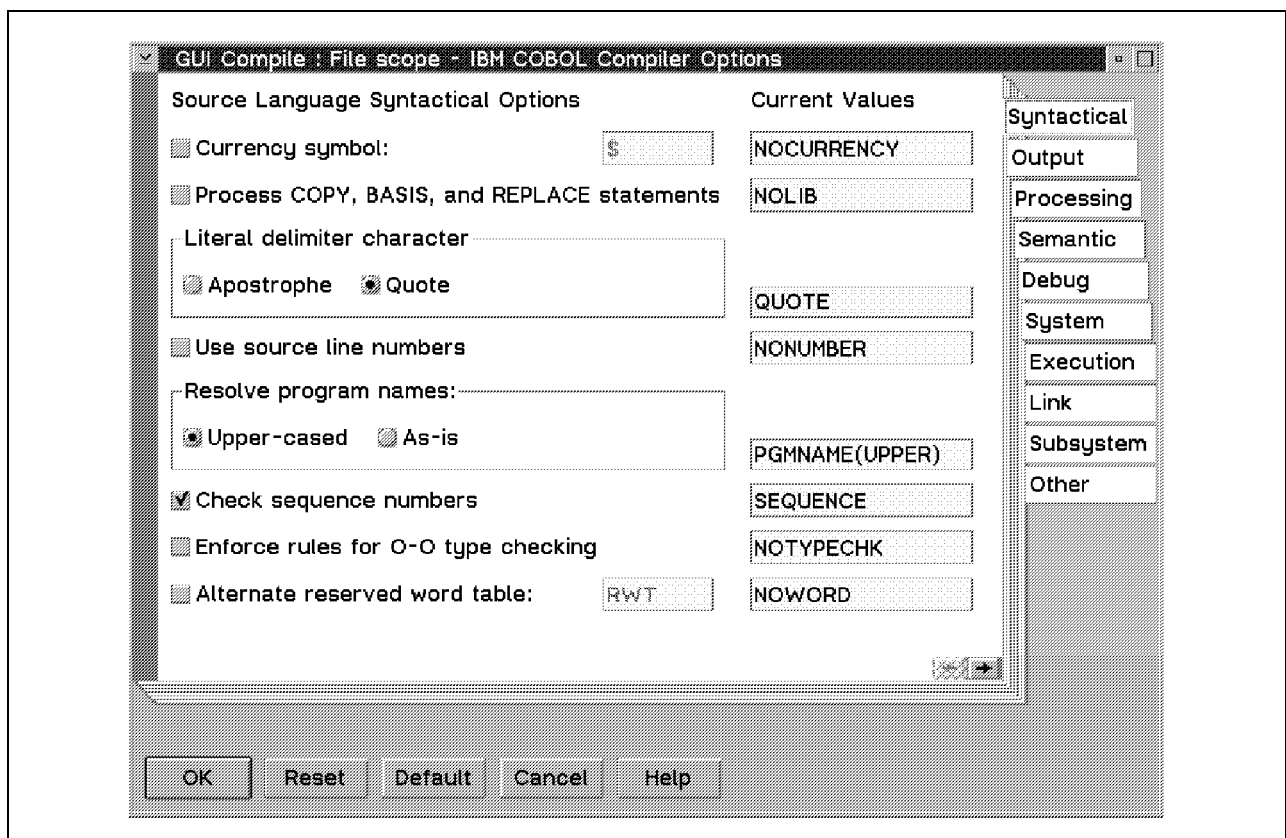 GUI Compile : File scope - IBM COBOL Compiler Options
Source Language Syntactical Options Current Values
Currency symbol: $ NOCURRENCY
Process COPY, BASIS, and REPLACE statements NOLIB
Literal delimiter character
Apostrophe Quote
QUOTE
Use source line numbers NONUMBER
Resolve program names:
Upper-cased As-is
PGMNAME(UPPER)
Check sequence numbers SEQUENCE
Enforce rules for O-O type checking NOTYPECHK
Alternate reserved word table: RWT NOWORD
Syntactical
Output
Processing
Semantic
Debug
System
Execution
Link
Subsystem
Other
OK Reset Default Cancel Help